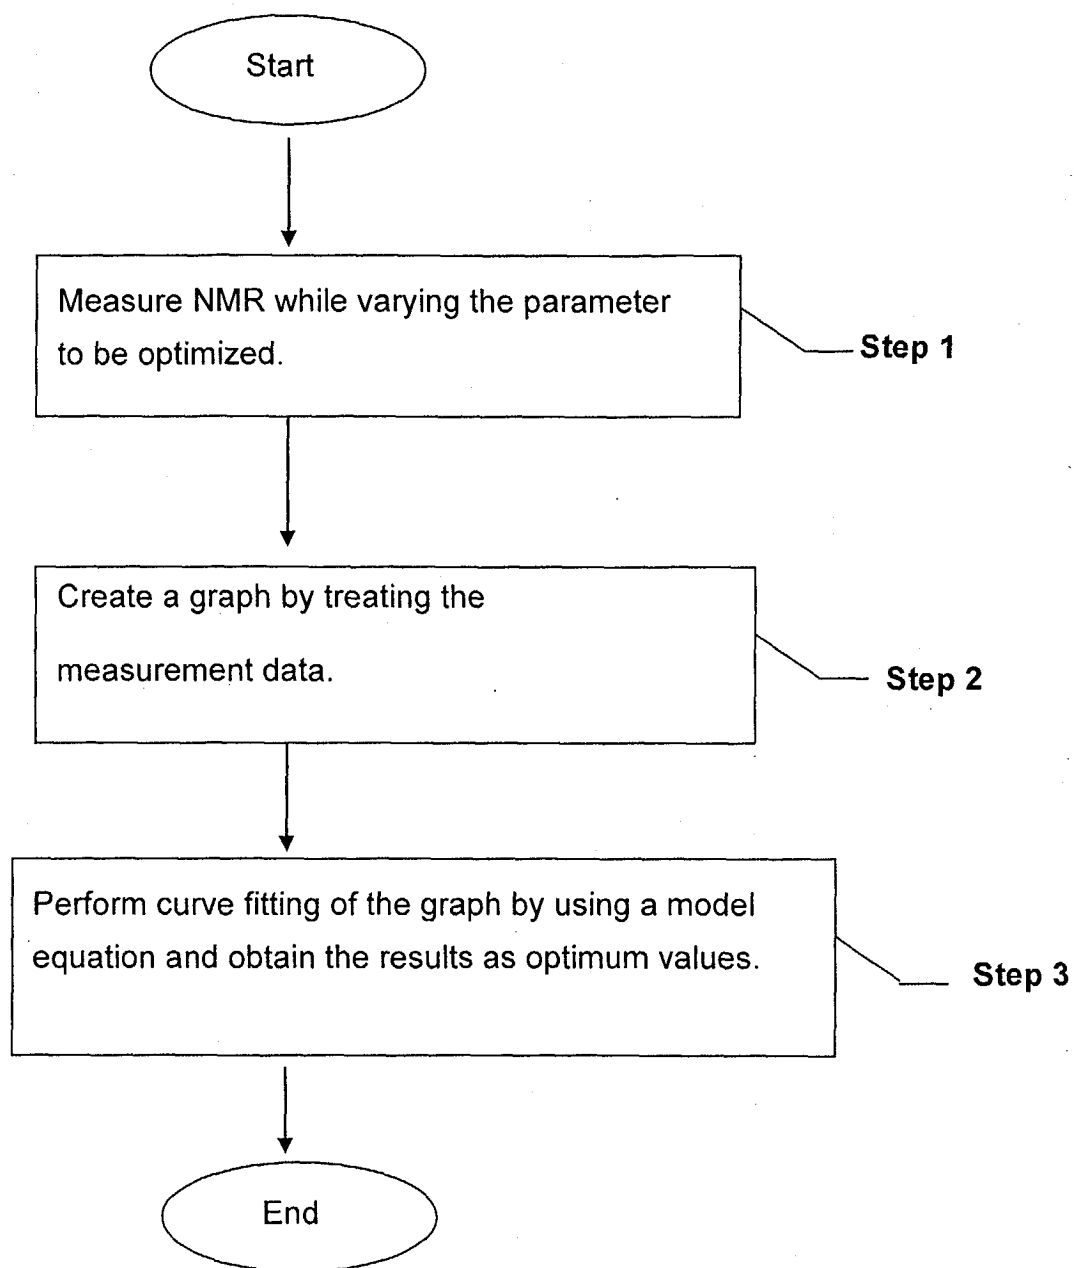 Start
Measure NMR while varying the parameter
to be optimized.
Step 1
Create a graph by treating the
measurement data.
Step 2
Perform curve fitting of the graph by using a model
equation and obtain the results as optimum values.
Step 3
End